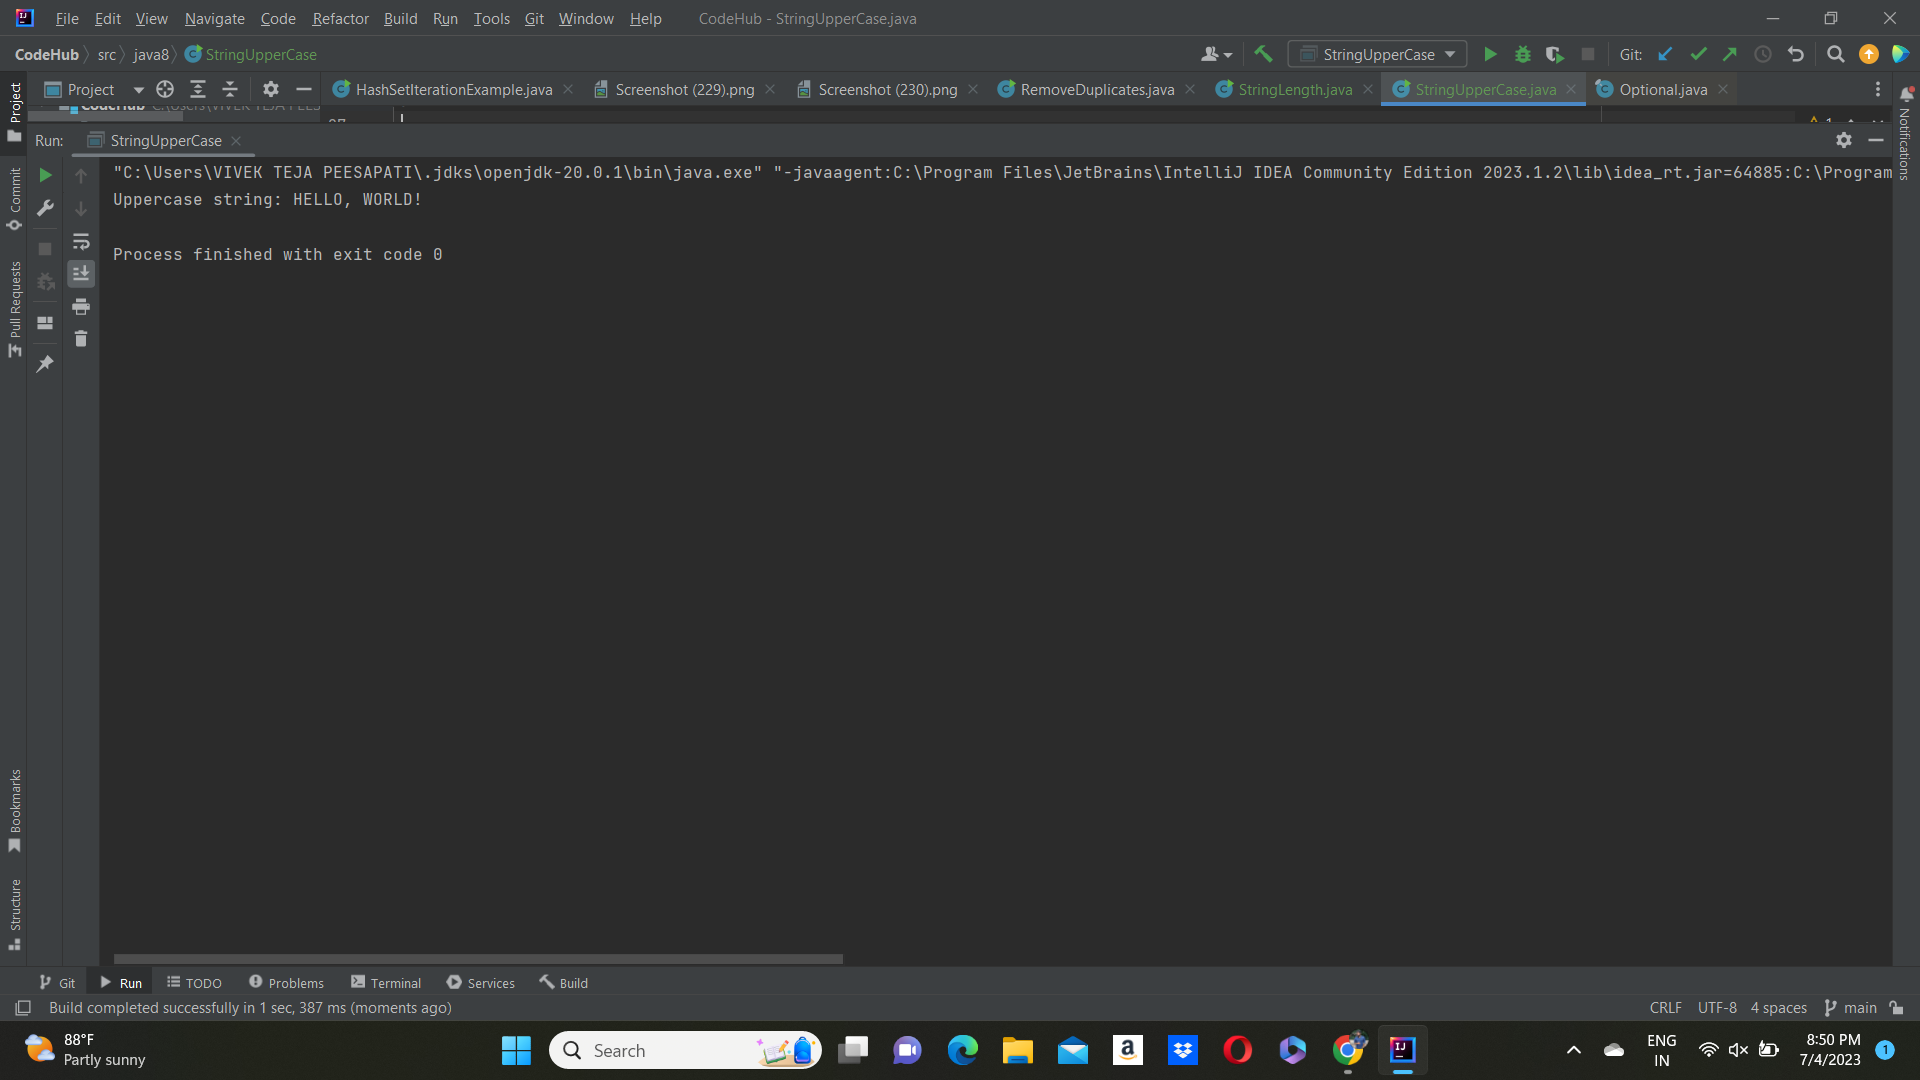 File Edit View Navigate Code Refactor Build Run Tools Git Window Help CodeHub - StringUpperCase.java
CodeHub src java8 StringUpperCase StringUpperCase Git:
Project HashSetIterationExample.java Screenshot (229).png Screenshot (230).png RemoveDuplicates.java StringLength.java StringUpperCase.java Optional.java
Run: StringUpperCase
"C:\Users\VIVEK TEJA PEESAPATI\.jdks\openjdk-20.0.1\bin\java.exe" "-javaagent:C:\Program Files\JetBrains\IntelliJ IDEA Community Edition 2023.1.2\lib\idea_rt.jar=64885:C:\Program
Uppercase string: HELLO, WORLD!
Process finished with exit code 0
Project
Commit
Pull Requests
Bookmarks
Structure
Notifications
Git Run TODO Problems Terminal Services Build
Build completed successfully in 1 sec, 387 ms (moments ago) CRLF UTF-8 4 spaces main
88°F
Partly sunny
Search
ENG
IN
8:50 PM
7/4/2023
1